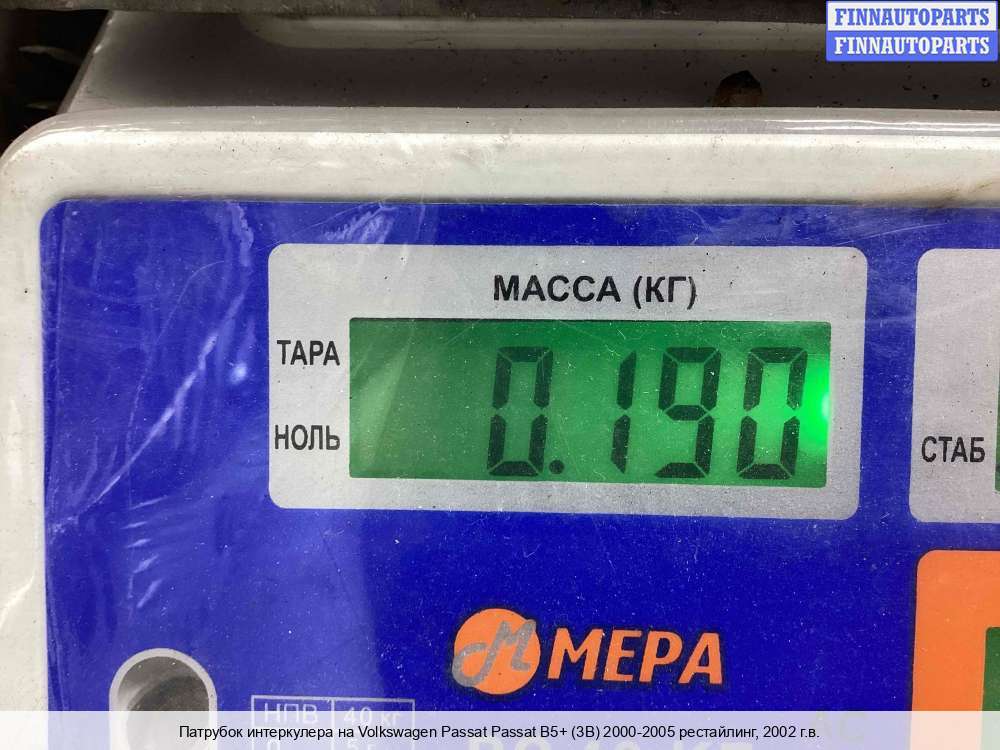 FINNAUTOPARTS
FINNAUTOPARTS
МАССА (КГ)
ТАРА
0.190
НОЛЬ
СТАБ
МЕРА
НПВ 40 кг
Патрубок интеркулера на Volkswagen Passat Passat B5+ (3B) 2000-2005 рестайлинг, 2002 г.в.